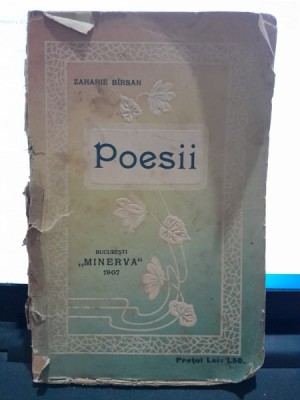 ZAHARIE BÎRSAN
Poesii
BUCUREȘTI
„MINERVA”
1907
Prețul Lei: 1,50.